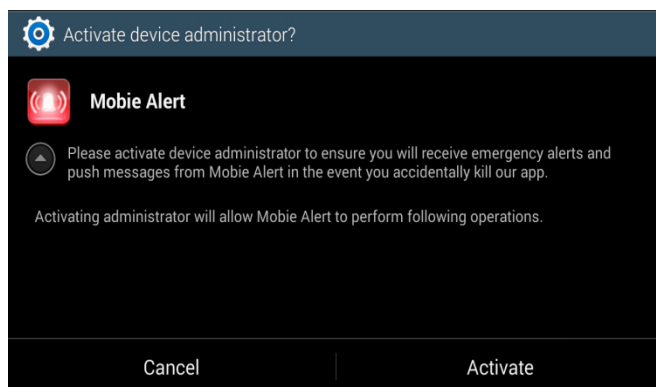 Activate device administrator?
Mobie Alert
Please activate device administrator to ensure you will receive emergency alerts and
push messages from Mobie Alert in the event you accidentally kill our app.
Activating administrator will allow Mobie Alert to perform following operations.
Cancel
Activate